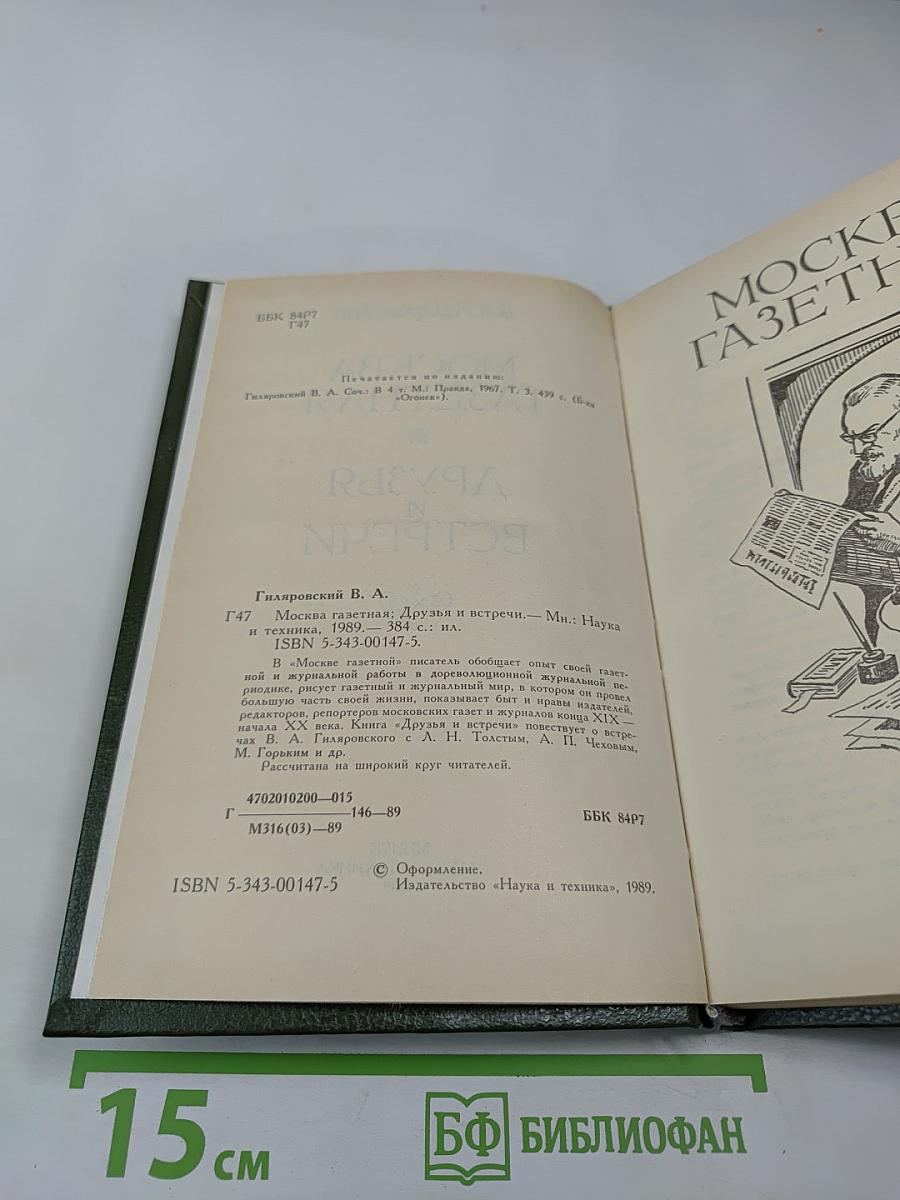 ББК 84Р7
Г47
Печатается по изданию:
Гиляровский В. А. Соч.: В 4 т. М.: Правда, 1967. Т. 3. 439 с. (Б-ка
«Огонек»).
Гиляровский В. А.
Г47 Москва газетная; Друзья и встречи.— Мн.: Наука
и техника, 1989.— 384 с.: ил.
ISBN 5-343-00147-5.
В «Москве газетной» писатель обобщает опыт своей газет-
ной и журнальной работы в дореволюционной журнальной пе-
риодике, рисует газетный и журнальный мир, в котором он провел
большую часть своей жизни, показывает быт и нравы издателей,
редакторов, репортеров московских газет и журналов конца XIX —
начала XX века. Книга «Друзья и встречи» повествует о встре-
чах В. А. Гиляровского с Л. Н. Толстым, А. П. Чеховым,
М. Горьким и др.
Рассчитана на широкий круг читателей.
4702010200—015
Г 146—89
М316(03)—89
ББК 84Р7
ISBN 5-343-00147-5
© Оформление.
Издательство «Наука и техника», 1989.
МОСКВ
ГАЗЕТН
15 см
БФ БИБЛИОФАН